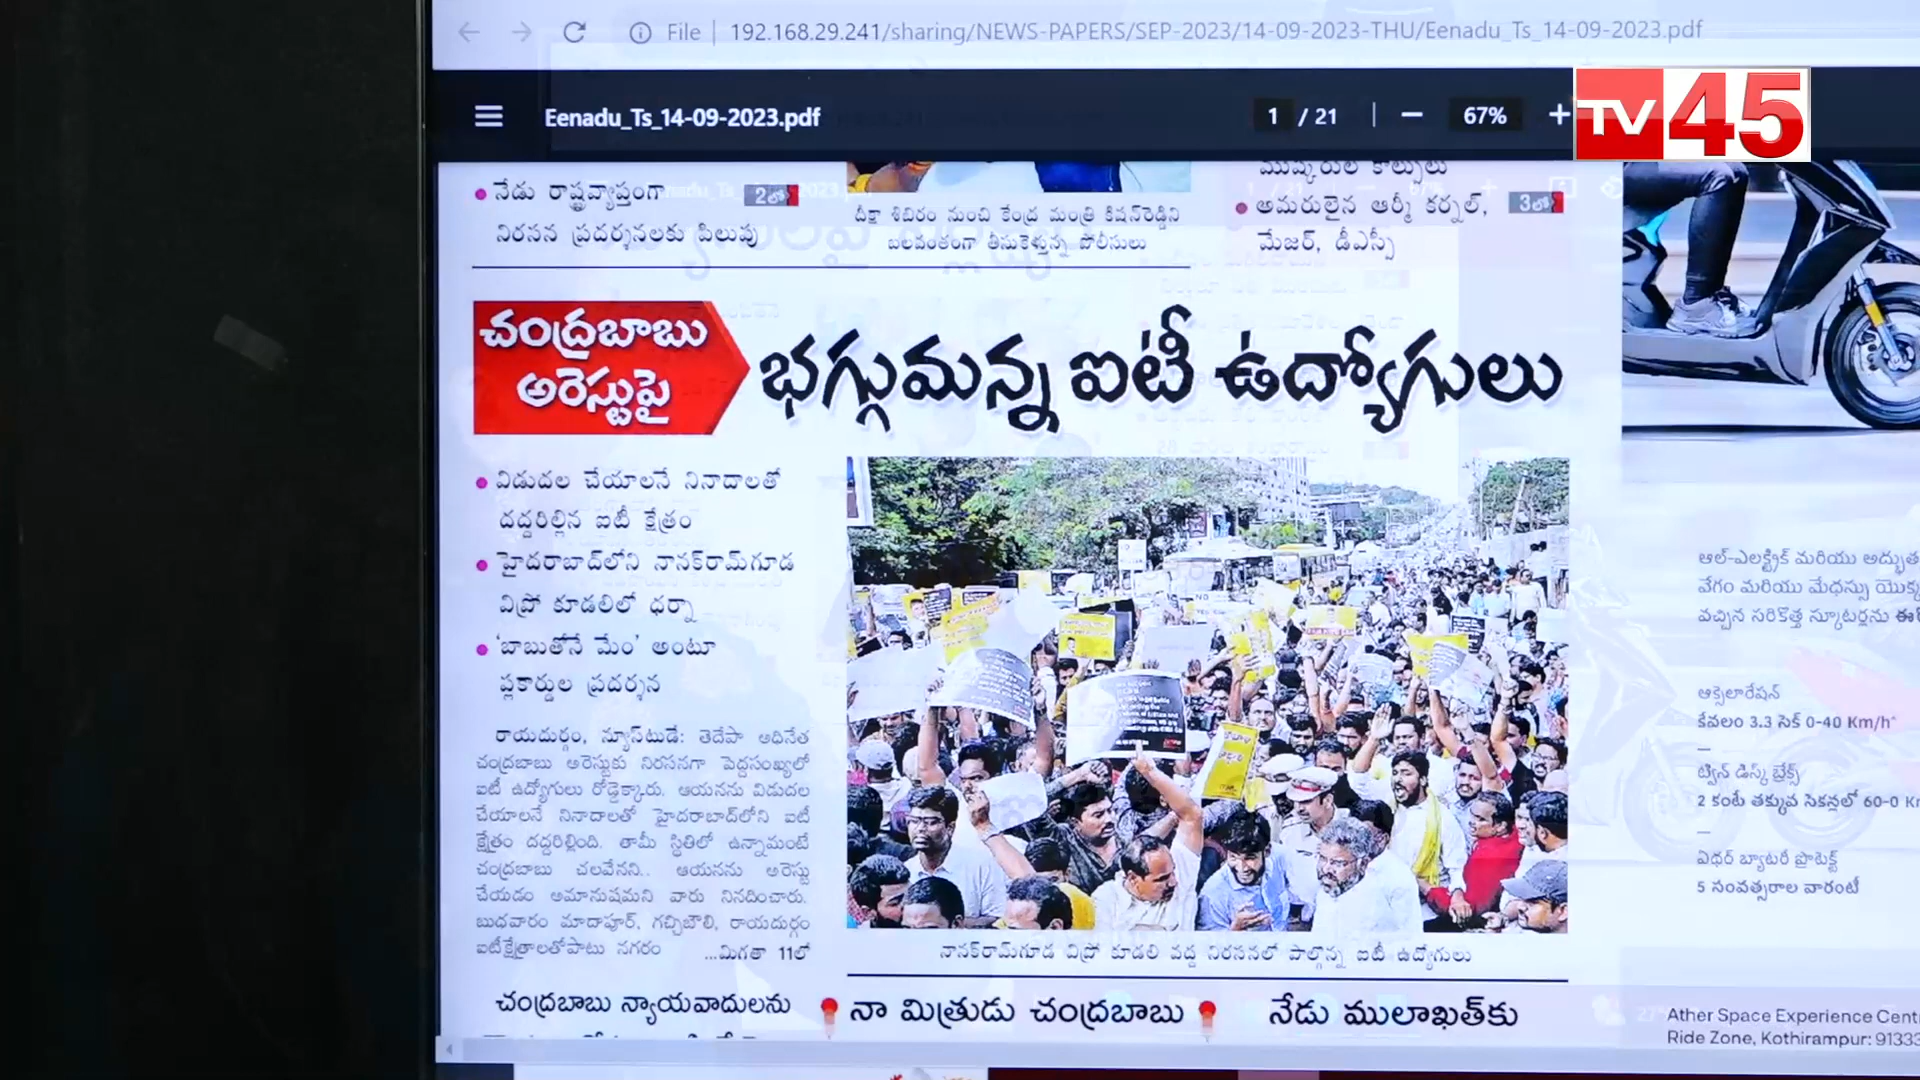 File | 192.168.29.241/sharing/NEWS-PAPERS/SEP-2023/14-09-2023-THU/Eenadu_Ts_14-09-2023.pdf
Eenadu_Ts_14-09-2023.pdf
1 / 21 | − 67% +
TV 45
నేడు రాష్ట్రవ్యాప్తంగా
నిరసన ప్రదర్శనలకు పిలుపు
2లో
దీక్షా శిబిరం నుంచి కేంద్ర మంత్రి కిషన్‌రెడ్డిని
బలవంతంగా తీసుకెళ్తున్న పోలీసులు
ముష్కరుల కాల్పులు
అమరులైన ఆర్మీ కర్నల్,
మేజర్, డీఎస్పీ
3లో
చంద్రబాబు
అరెస్టుపై
భగ్గుమన్న ఐటీ ఉద్యోగులు
విడుదల చేయాలనే నినాదాలతో
దద్దరిల్లిన ఐటీ క్షేత్రం
హైదరాబాద్‌లోని నానక్‌రామ్‌గూడ
విప్రో కూడలిలో ధర్నా
‘బాబుతోనే మేం’ అంటూ
ప్లకార్డుల ప్రదర్శన
రాయదుర్గం, న్యూస్‌టుడే: తెదేపా అధినేత
చంద్రబాబు అరెస్టుకు నిరసనగా పెద్దసంఖ్యలో
ఐటీ ఉద్యోగులు రోడ్డెక్కారు. ఆయనను విడుదల
చేయాలనే నినాదాలతో హైదరాబాద్‌లోని ఐటీ
క్షేత్రం దద్దరిల్లింది. తామీ స్థితిలో ఉన్నామంటే
చంద్రబాబు చలవేనని.. ఆయనను అరెస్టు
చేయడం అమానుషమని వారు నినదించారు.
బుధవారం మాదాపూర్, గచ్చిబౌలి, రాయదుర్గం
ఐటీక్షేత్రాలతోపాటు నగరం ...మిగతా 11లో
నానక్‌రామ్‌గూడ విప్రో కూడలి వద్ద నిరసనలో పాల్గొన్న ఐటీ ఉద్యోగులు
చంద్రబాబు న్యాయవాదులను
నా మిత్రుడు చంద్రబాబు
నేడు ములాఖత్‌కు
ఆల్-ఎలక్ట్రిక్ మరియు అద్భుత
వేగం మరియు మేధస్సు యొక్క
వచ్చిన సరికొత్త స్కూటర్లను ఈ
ఆక్సిలారేషన్
కేవలం 3.3 సెక్ 0-40 Km/h*
ట్విన్ డిస్క్ బ్రేక్స్
2 కంటే తక్కువ సెకన్లలో 60-0 K
ఏథర్ బ్యాటరీ ప్రొటెక్ట్
5 సంవత్సరాల వారంటీ
Ather Space Experience Cent
Ride Zone, Kothirampur: 91333